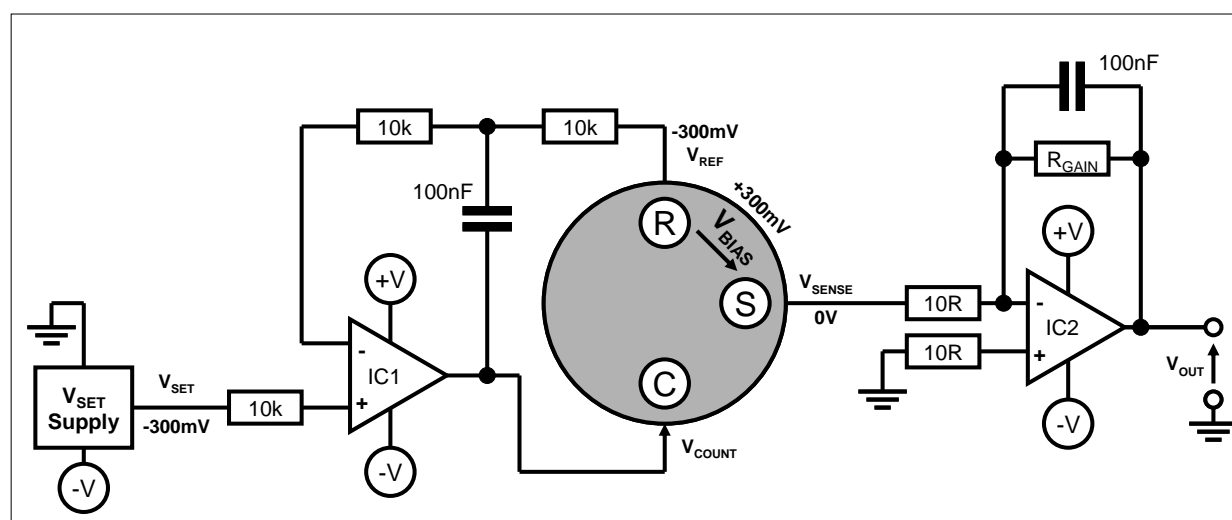 100nF
10k
10k
-300mV
VREF
RGAIN
+300mV
100nF
R
VBIAS
+V
+V
VSENSE
S
10R
-
0V
IC2
-
10R
+
VSET
IC1
VOUT
VSET
Supply
10k
+
C
-300mV
-V
VCOUNT
-V
-V